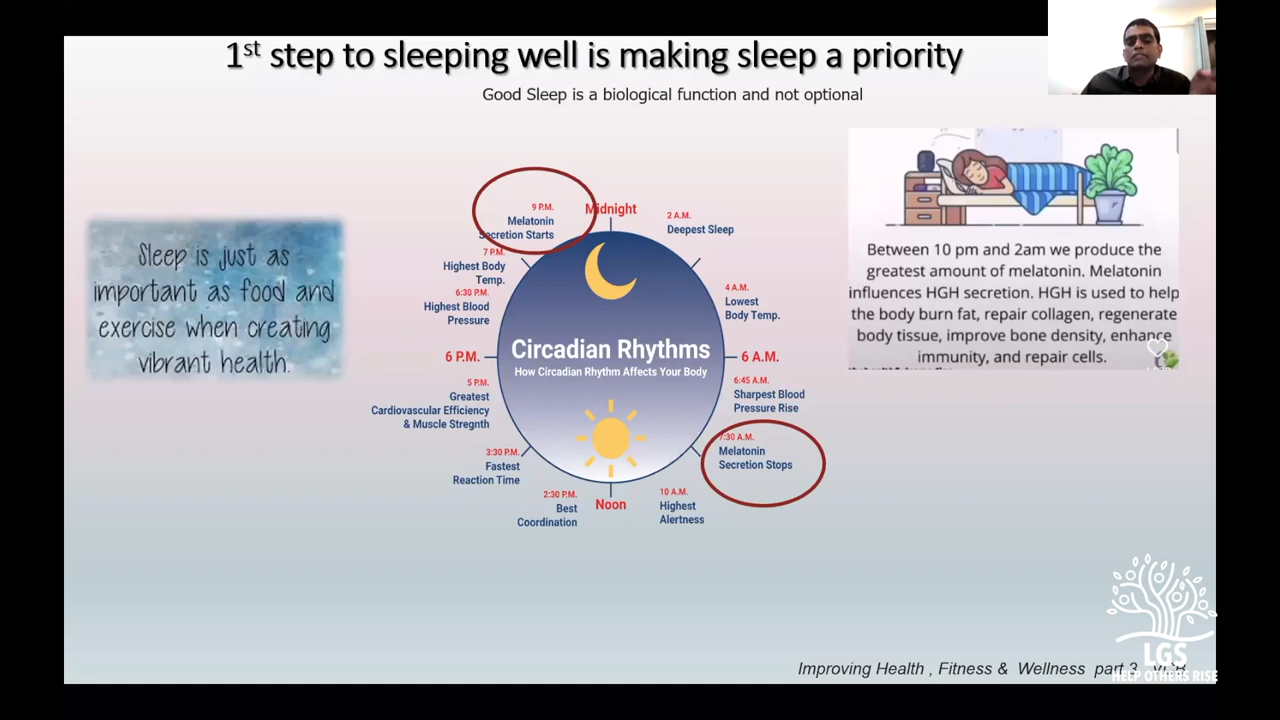 1st step to sleeping well is making sleep a priority
Good Sleep is a biological function and not optional
Sleep is just as
important as food and
exercise when creating
vibrant health.
9 P.M.
Melatonin
Secretion Starts
7 P.M.
Highest Body
Temp.
6:30 P.M.
Highest Blood
Pressure
6 P.M.
5 P.M.
Greatest
Cardiovascular Efficiency
& Muscle Stregnth
3:30 P.M.
Fastest
Reaction Time
2:30 P.M.
Best
Coordination
Midnight
Circadian Rhythms
How Circadian Rhythm Affects Your Body
Noon
2 A.M.
Deepest Sleep
4 A.M.
Lowest
Body Temp.
6 A.M.
6:45 A.M.
Sharpest Blood
Pressure Rise
7:30 A.M.
Melatonin
Secretion Stops
10 A.M.
Highest
Alertness
Between 10 pm and 2am we produce the
greatest amount of melatonin. Melatonin
influences HGH secretion. HGH is used to help
the body burn fat, repair collagen, regenerate
body tissue, improve bone density, enhance
immunity, and repair cells.
Improving Health , Fitness & Wellness part 3
LGS
HELP OTHERS RISE